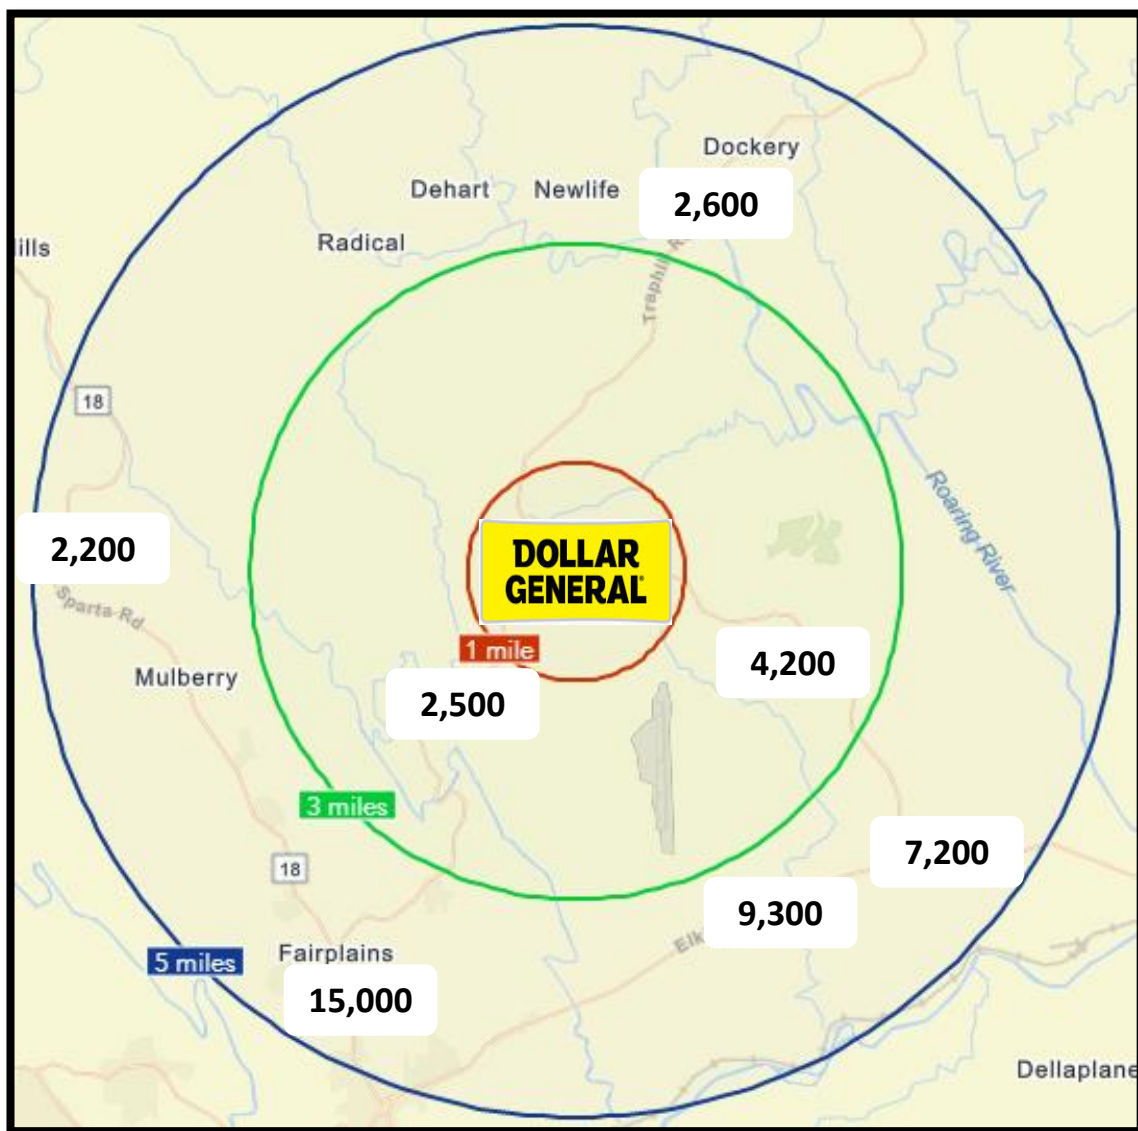 Dockery
Dehart
Newlife
2,600
Radical
ills
Traphill R
18
Roaring River
DOLLAR
GENERAL
2,200
Sparta Rd
1 mile
4,200
Mulberry
2,500
3 miles
7,200
18
9,300
Elk
Fairplains
5 miles
15,000
Dellaplane